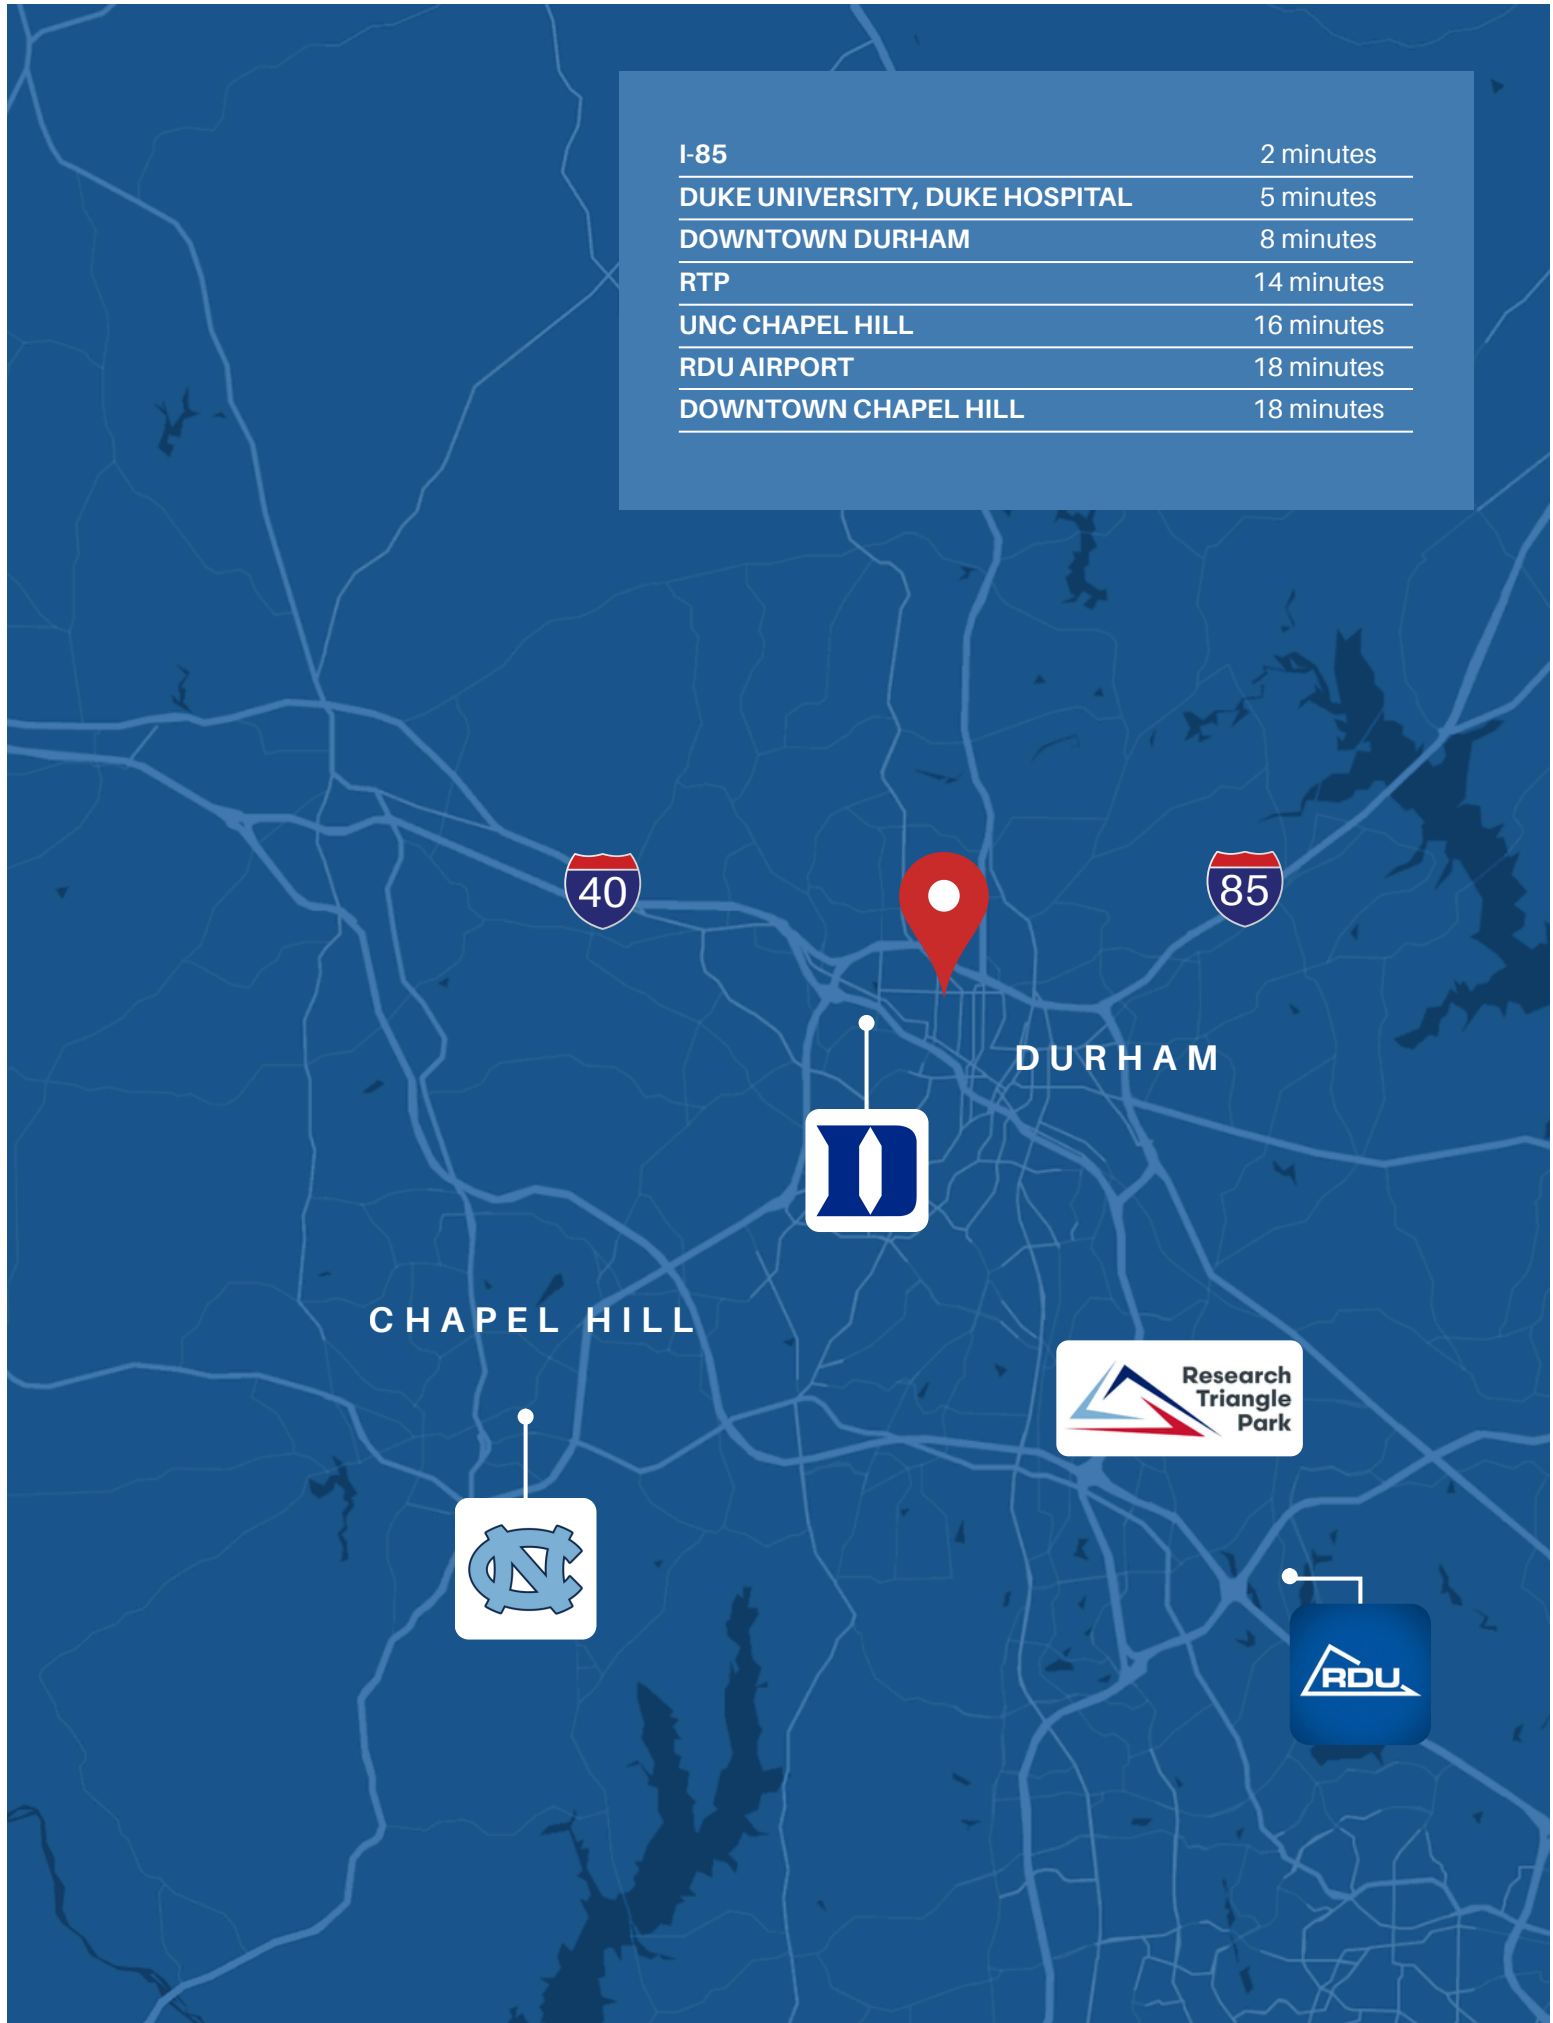 I-85 2 minutes
DUKE UNIVERSITY, DUKE HOSPITAL 5 minutes
DOWNTOWN DURHAM 8 minutes
RTP 14 minutes
UNC CHAPEL HILL 16 minutes
RDU AIRPORT 18 minutes
DOWNTOWN CHAPEL HILL 18 minutes
40
85
DURHAM
D
CHAPEL HILL
Research
Triangle
Park
NC
RDU